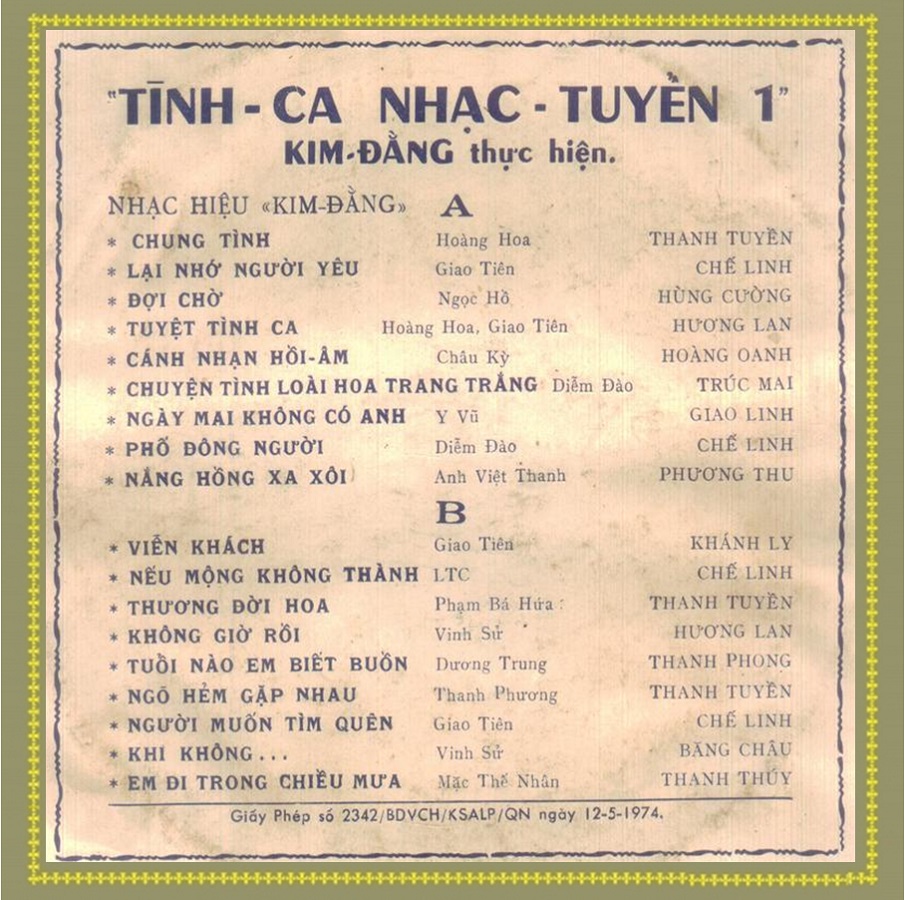 "TÌNH - CA NHẠC - TUYỂN 1"
KIM-ĐẰNG thực hiện.
NHẠC HIỆU «KIM-ĐẰNG» A
* CHUNG TÌNH Hoàng Hoa THANH TUYỀN
* LẠI NHỚ NGƯỜI YÊU Giao Tiên CHẾ LINH
* ĐỢI CHỜ Ngọc Hồ HÙNG CƯỜNG
* TUYỆT TÌNH CA Hoàng Hoa, Giao Tiên HƯƠNG LAN
* CÁNH NHẠN HỒI-ÂM Châu Kỳ HOÀNG OANH
* CHUYỆN TÌNH LOÀI HOA TRANG TRẮNG Diễm Đào TRÚC MAI
* NGÀY MAI KHÔNG CÓ ANH Y Vũ GIAO LINH
* PHỐ ĐÔNG NGƯỜI Diễm Đào CHẾ LINH
* NẮNG HỒNG XA XÔI Anh Việt Thanh PHƯƠNG THU
B
* VIỄN KHÁCH Giao Tiên KHÁNH LY
* NẾU MỘNG KHÔNG THÀNH LTC CHẾ LINH
* THƯƠNG ĐỜI HOA Phạm Bá Hứa : THANH TUYỀN
* KHÔNG GIỜ RỒI Vinh Sử HƯƠNG LAN
* TUỔI NÀO EM BIẾT BUỒN Dương Trung THANH PHONG
* NGÕ HẺM GẶP NHAU Thanh Phương THANH TUYỀN
* NGƯỜI MUỐN TÌM QUÊN Giao Tiên CHẾ LINH
* KHI KHÔNG... Vinh Sử BĂNG CHÂU
* EM ĐI TRONG CHIỀU MƯA Mặc Thế Nhân THANH THÚY
Giấy Phép số 2342/BDVCH/KSALP/QN ngày 12-5-1974.